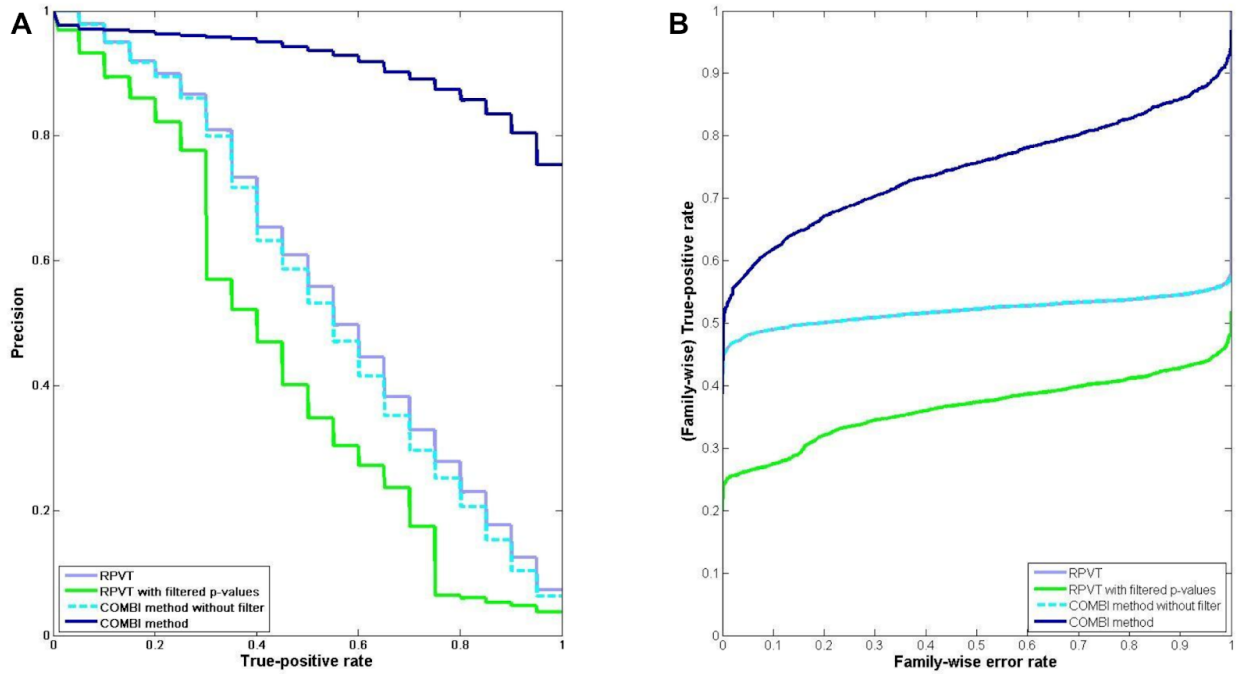 A
Precision
1
0.8
0.6
0.4
0.2
0
0
0.2
0.4
0.6
0.8
1
True-positive rate
RPVT
RPVT with filtered p-values
COMBI method without filter
COMBI method
B
(Family-wise) True-positive rate
1
0.9
0.8
0.7
0.6
0.5
0.4
0.3
0.2
0.1
0
0
0.1
0.2
0.3
0.4
0.5
0.6
0.7
0.8
0.9
1
Family-wise error rate
RPVT
RPVT with filtered p-values
COMBI method without filter
COMBI method